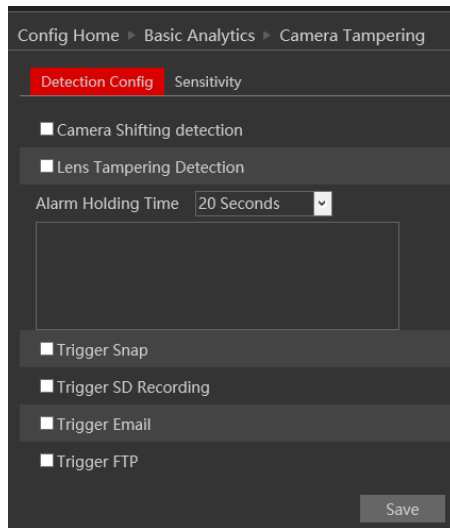 Config Home ▶ Basic Analytics ▶ Camera Tampering
Detection Config Sensitivity
Camera Shifting detection
Lens Tampering Detection
Alarm Holding Time 20 Seconds
Trigger Snap
Trigger SD Recording
Trigger Email
Trigger FTP
Save